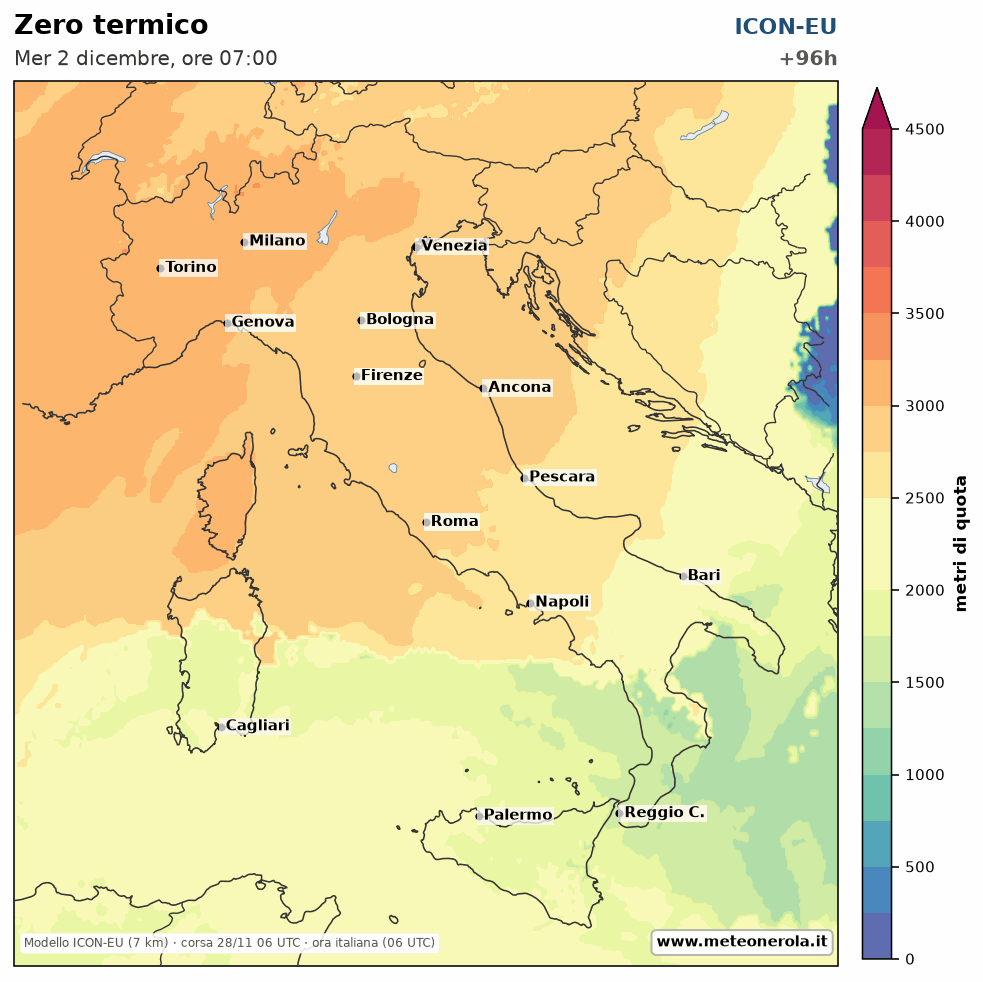 Zero termico
ICON-EU
Mer 2 dicembre, ore 07:00
+96h
4500
4000
3500
3000
2500
2000
1500
1000
500
0
metri di quota
Milano
Venezia
Torino
Genova
Bologna
Firenze
Ancona
Pescara
Roma
Bari
Napoli
Cagliari
Palermo
Reggio C.
Modello ICON-EU (7 km) · corsa 28/11 06 UTC · ora italiana (06 UTC)
www.meteonerola.it